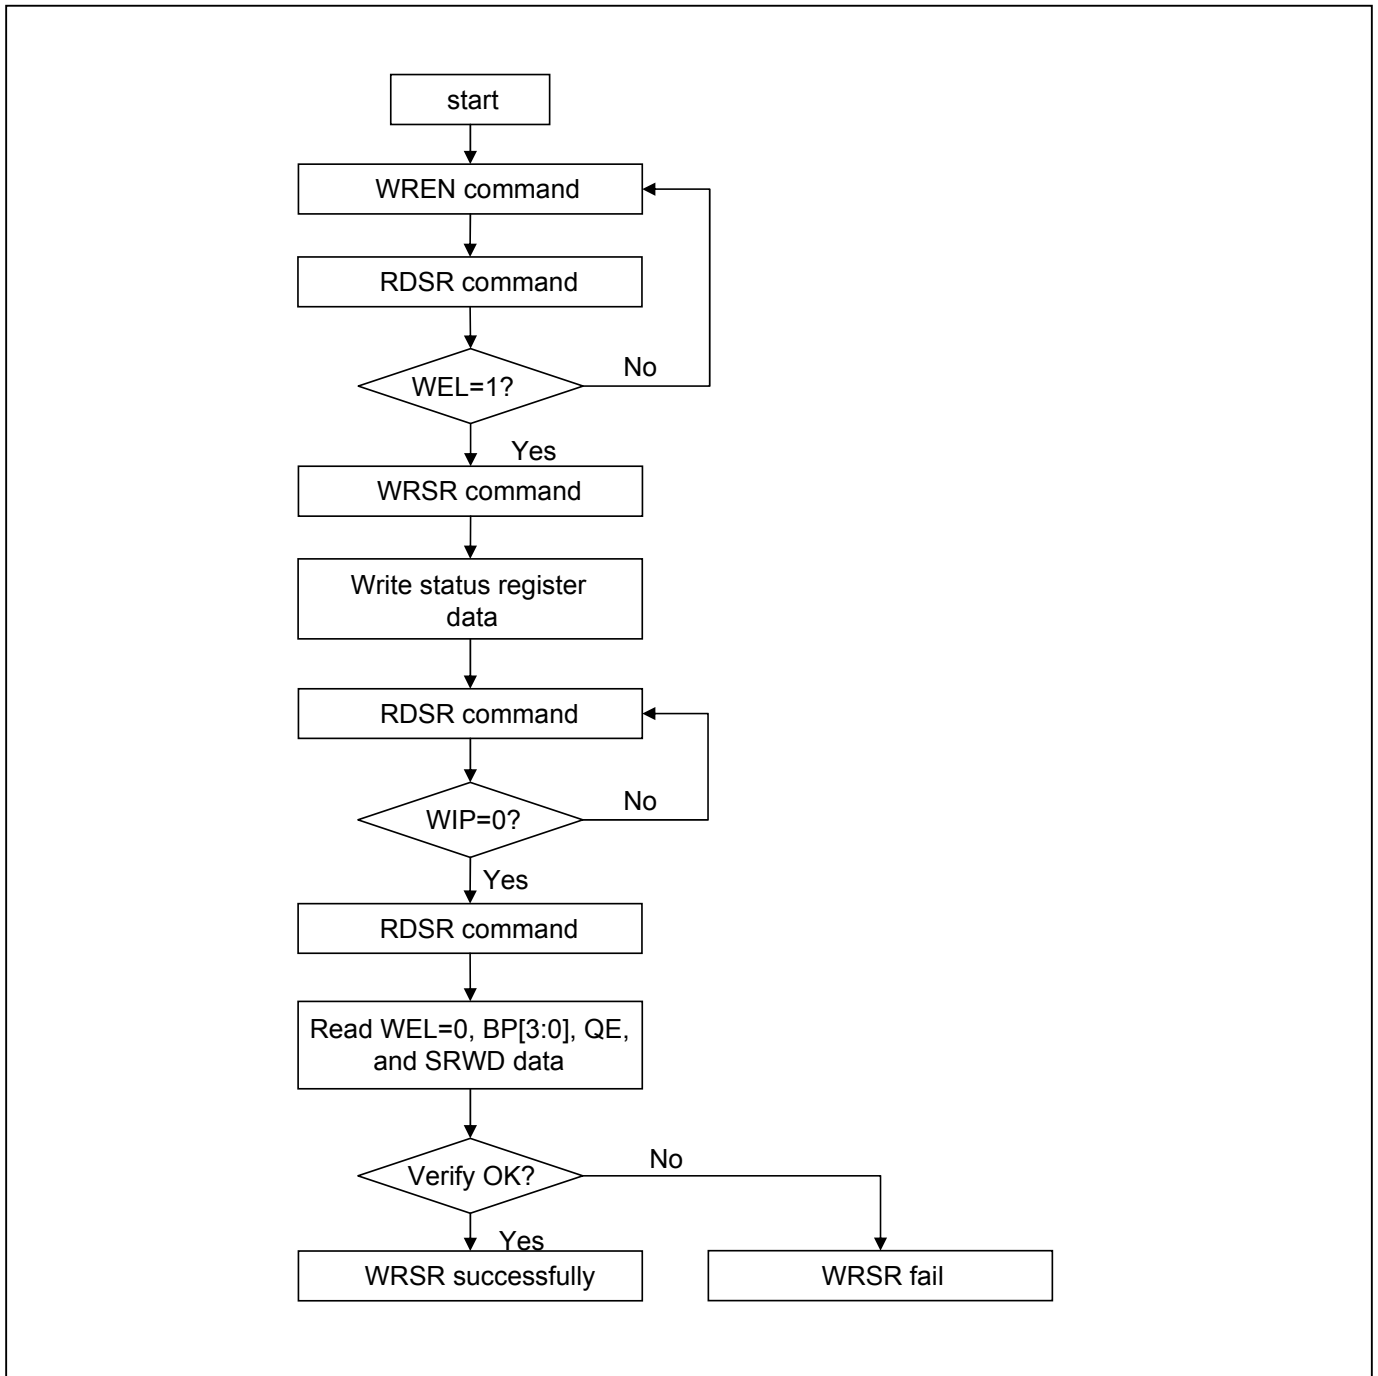 start
WREN command
RDSR command
WEL=1?
No
Yes
WRSR command
Write status register
data
RDSR command
WIP=0?
No
Yes
RDSR command
Read WEL=0, BP[3:0], QE,
and SRWD data
Verify OK?
No
Yes
WRSR successfully
WRSR fail